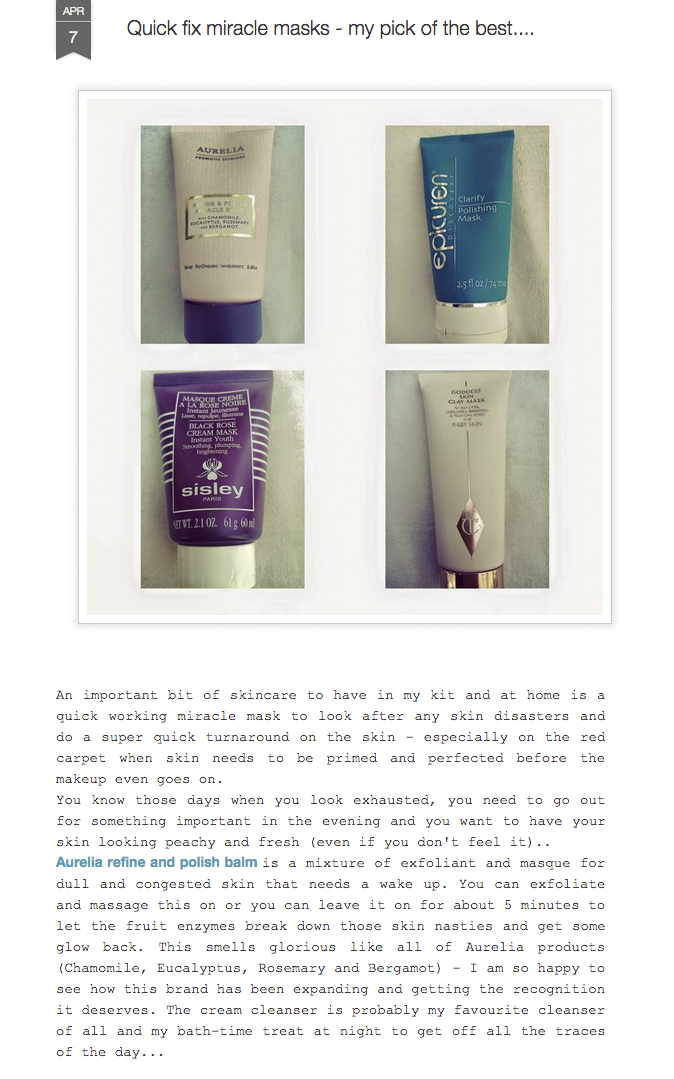 APR
7
Quick fix miracle masks - my pick of the best....
AURELIA
PROBIOTIC SKINCARE
MIRACLE
WITH CHAMOMILE,
EUCALYPTUS, ROSEMARY
AND BERGAMOT
epicuren
DISCOVERY
Clarify
Polishing
Mask
2.5 fl oz / 74 ml
MASQUE CRÈME
A LA ROSE NOIRE
Instant Jeunesse
Lisse, repulpe, illumine
BLACK ROSE
CREAM MASK
Instant Youth
Smoothing, plumping,
brightening
sisley
PARIS
NET WT. 2.1 OZ. 61 g 60 ml
GODDESS
SKIN
CLAY MASK
BABY SKIN
An important bit of skincare to have in my kit and at home is a
quick working miracle mask to look after any skin disasters and
do a super quick turnaround on the skin - especially on the red
carpet when skin needs to be primed and perfected before the
makeup even goes on.
You know those days when you look exhausted, you need to go out
for something important in the evening and you want to have your
skin looking peachy and fresh (even if you don't feel it)..
Aurelia refine and polish balm is a mixture of exfoliant and masque for
dull and congested skin that needs a wake up. You can exfoliate
and massage this on or you can leave it on for about 5 minutes to
let the fruit enzymes break down those skin nasties and get some
glow back. This smells glorious like all of Aurelia products
(Chamomile, Eucalyptus, Rosemary and Bergamot) - I am so happy to
see how this brand has been expanding and getting the recognition
it deserves. The cream cleanser is probably my favourite cleanser
of all and my bath-time treat at night to get off all the traces
of the day...